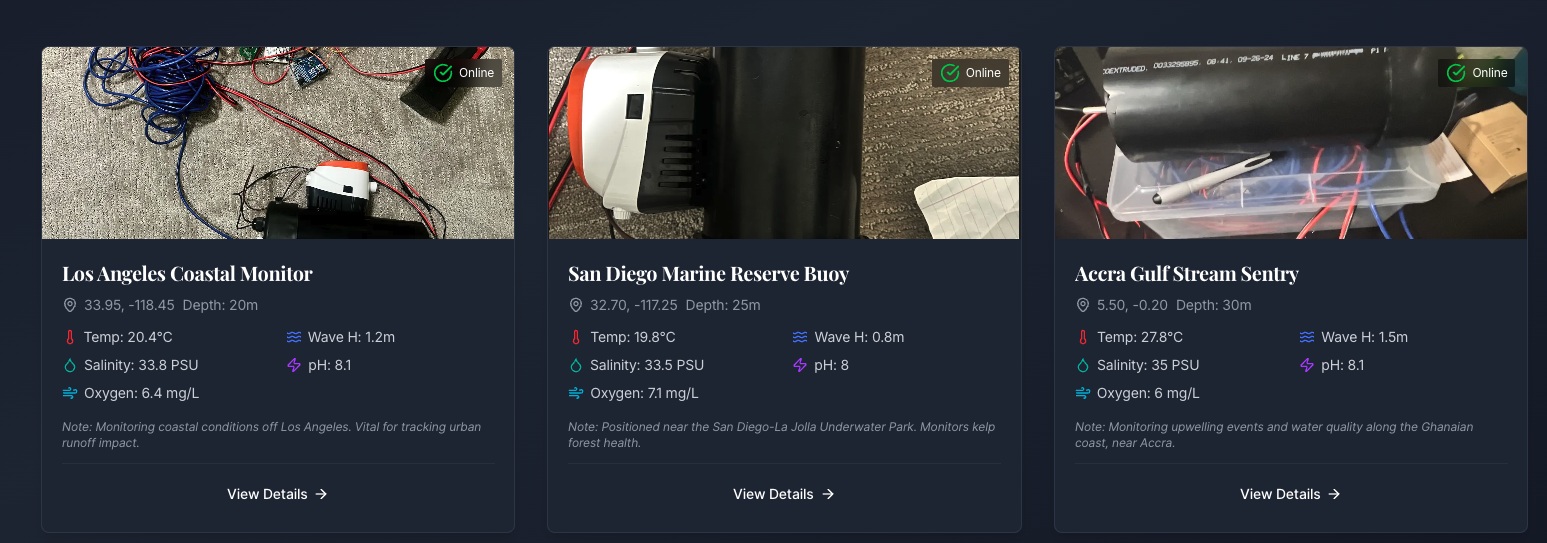 Online
Los Angeles Coastal Monitor
33.95, -118.45 Depth: 20m
Temp: 20.4°C
Wave H: 1.2m
Salinity: 33.8 PSU
pH: 8.1
Oxygen: 6.4 mg/L
Note: Monitoring coastal conditions off Los Angeles. Vital for tracking urban
runoff impact.
View Details
Online
San Diego Marine Reserve Buoy
32.70, -117.25 Depth: 25m
Temp: 19.8°C
Wave H: 0.8m
Salinity: 33.5 PSU
pH: 8
Oxygen: 7.1 mg/L
Note: Positioned near the San Diego-La Jolla Underwater Park. Monitors kelp
forest health.
View Details
COEXTRUDED, 0033295895, 08:41, 09-26-24 LINE 7
Online
Accra Gulf Stream Sentry
5.50, -0.20 Depth: 30m
Temp: 27.8°C
Wave H: 1.5m
Salinity: 35 PSU
pH: 8.1
Oxygen: 6 mg/L
Note: Monitoring upwelling events and water quality along the Ghanaian
coast, near Accra.
View Details